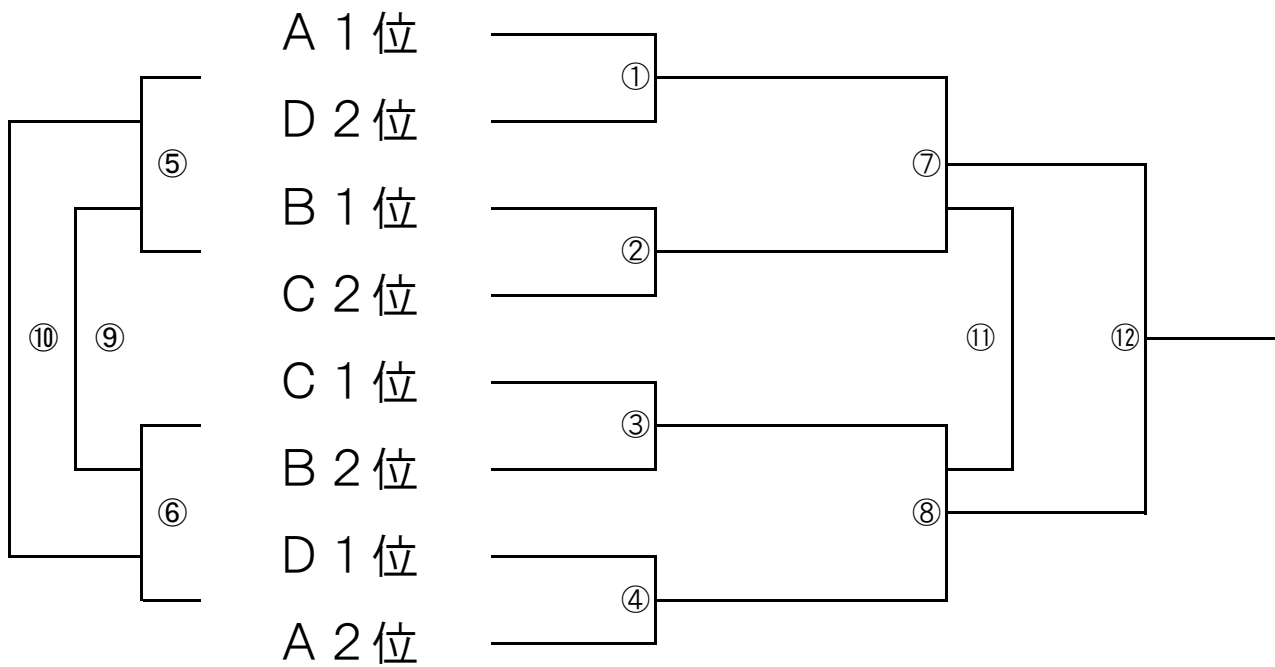 A1位
①
D2位
⑤
⑦
B1位
②
C2位
⑩
⑨
⑪
⑫
C1位
③
B2位
⑥
⑧
D1位
④
A2位